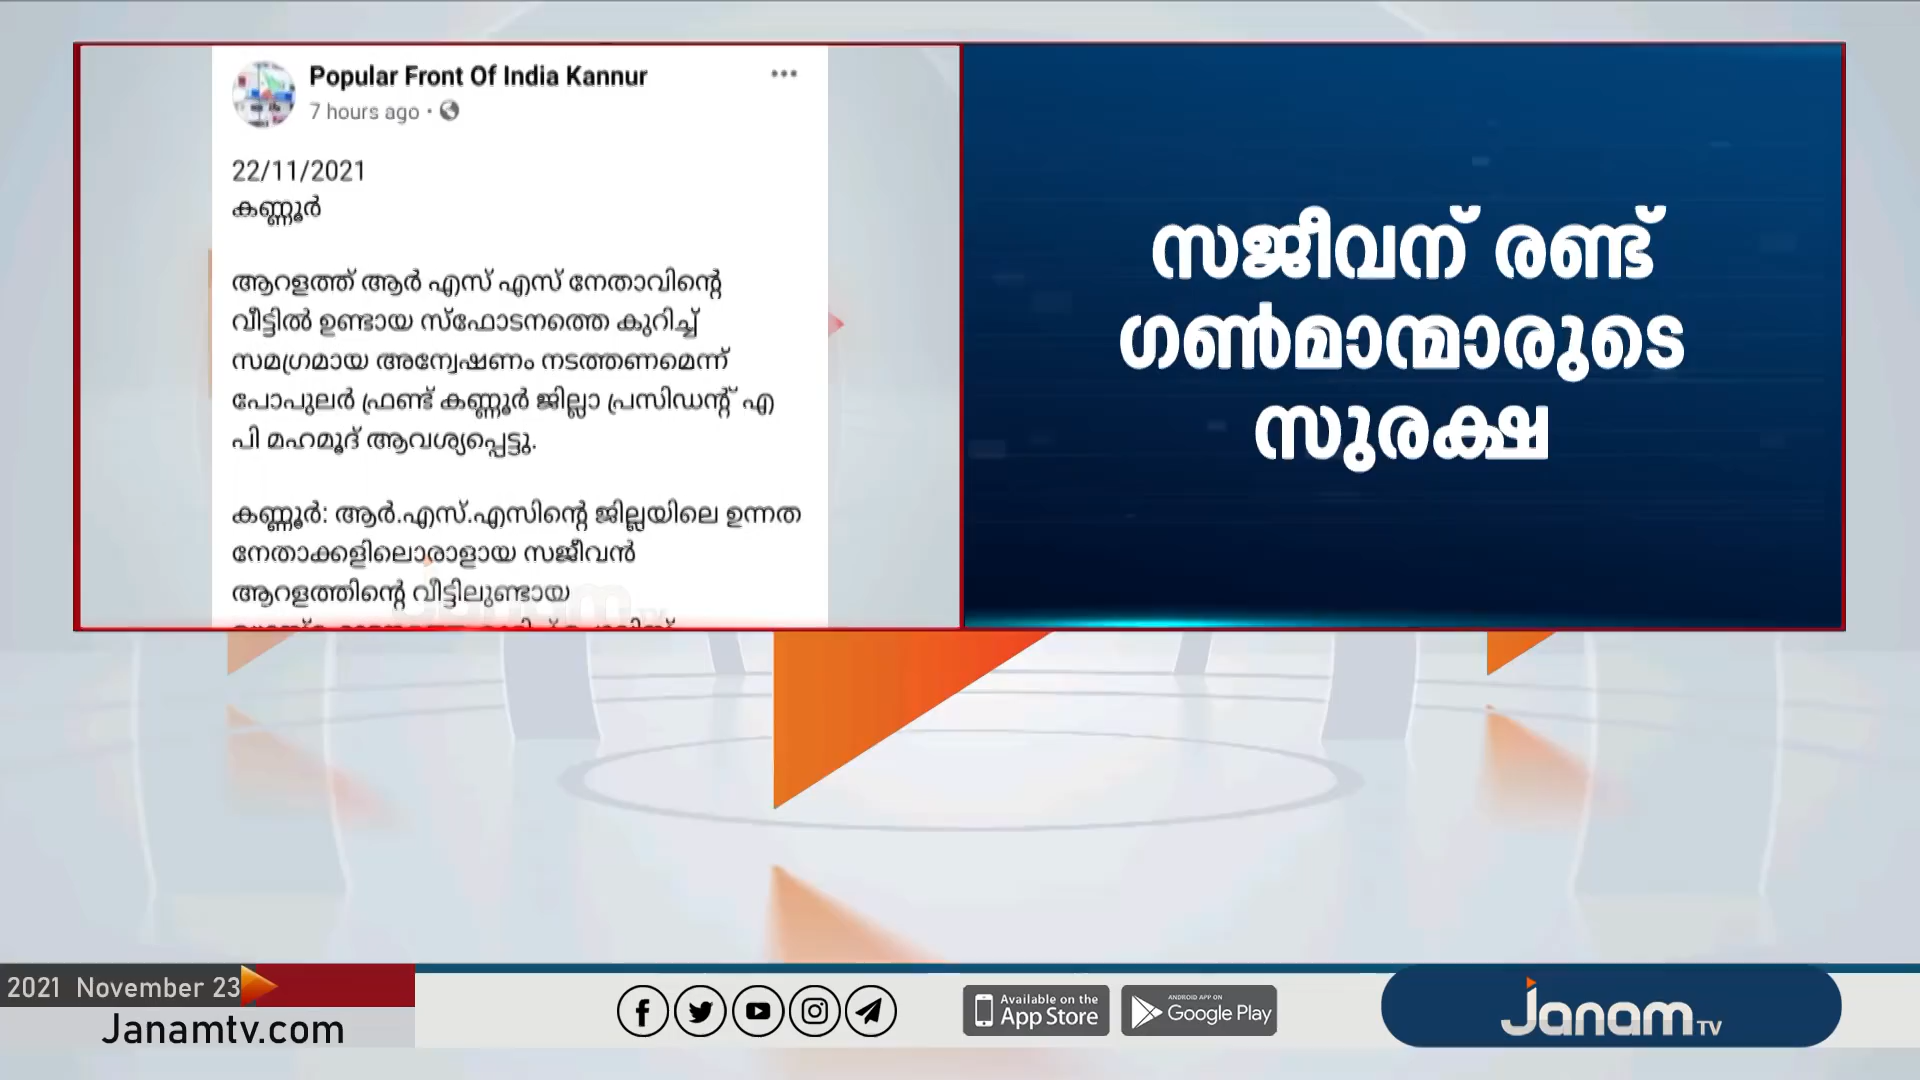 Popular Front Of India Kannur
7 hours ago
22/11/2021
കണ്ണൂർ
ആറളത്ത് ആർ എസ് എസ് നേതാവിന്റെ
വീട്ടിൽ ഉണ്ടായ സ്ഫോടനത്തെ കുറിച്ച്
സമഗ്രമായ അന്വേഷണം നടത്തണമെന്ന്
പോപുലർ ഫ്രണ്ട് കണ്ണൂർ ജില്ലാ പ്രസിഡന്റ് എ
പി മഹമൂദ് ആവശ്യപ്പെട്ടു.
കണ്ണൂർ: ആർ.എസ്.എസിന്റെ ജില്ലയിലെ ഉന്നത
നേതാക്കളിലൊരാളായ സജീവൻ
ആറളത്തിന്റെ വീട്ടിലുണ്ടായ
സജീവന് രണ്ട്
ഗൺമാന്മാരുടെ
സുരക്ഷ
2021 November 23
Janamtv.com
Available on the
App Store
ANDROID APP ON
Google Play
Janam TV